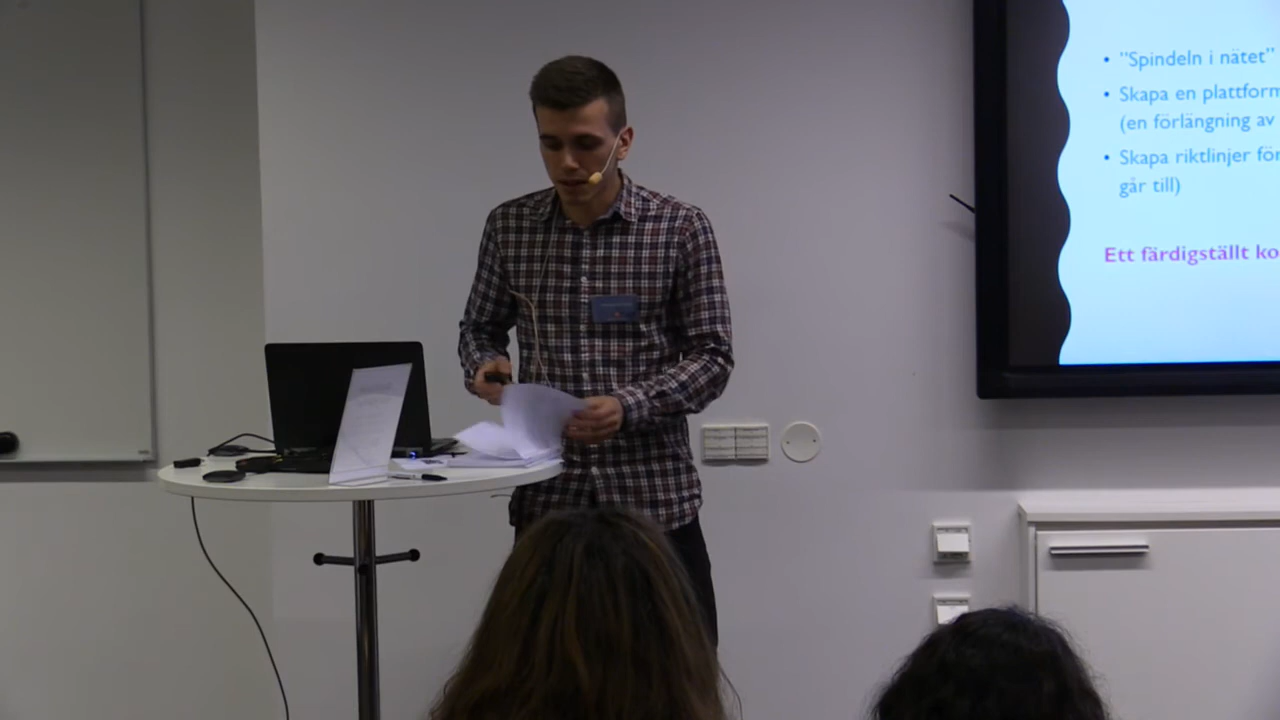 • "Spindeln i nätet"
• Skapa en plattform
(en förlängning av
• Skapa riktlinjer för
går till)
Ett färdigställt ko